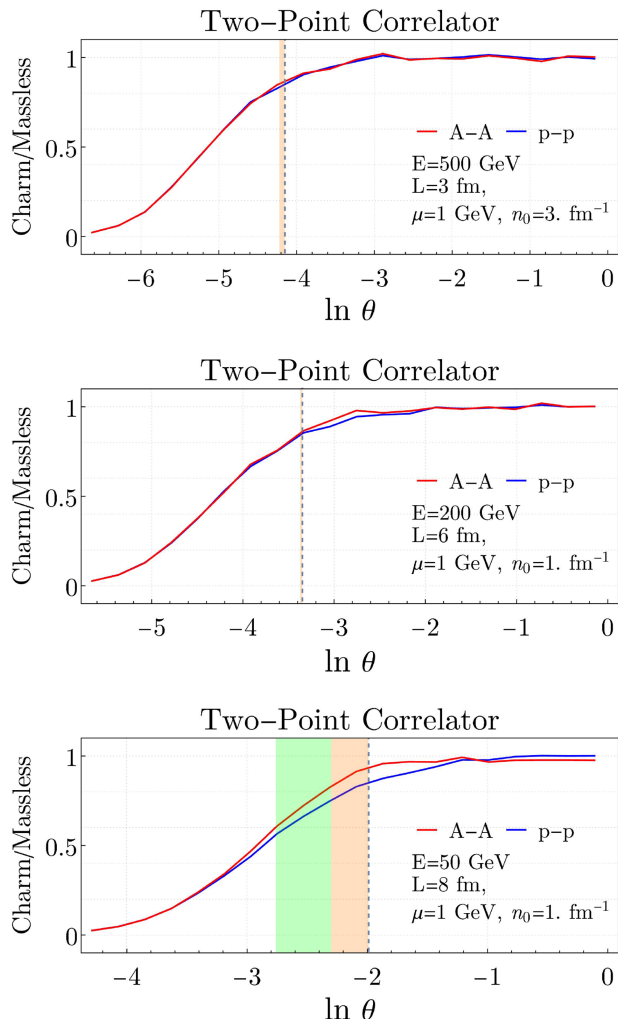 Two-Point Correlator
Charm/Massless
1
0.5
0
A-A p-p
E=500 GeV
L=3 fm,
μ=1 GeV, n₀=3. fm⁻¹
-6 -5 -4 -3 -2 -1 0
ln θ
Two-Point Correlator
Charm/Massless
1
0.5
0
A-A p-p
E=200 GeV
L=6 fm,
μ=1 GeV, n₀=1. fm⁻¹
-5 -4 -3 -2 -1 0
ln θ
Two-Point Correlator
Charm/Massless
1
0.5
0
A-A p-p
E=50 GeV
L=8 fm,
μ=1 GeV, n₀=1. fm⁻¹
-4 -3 -2 -1 0
ln θ